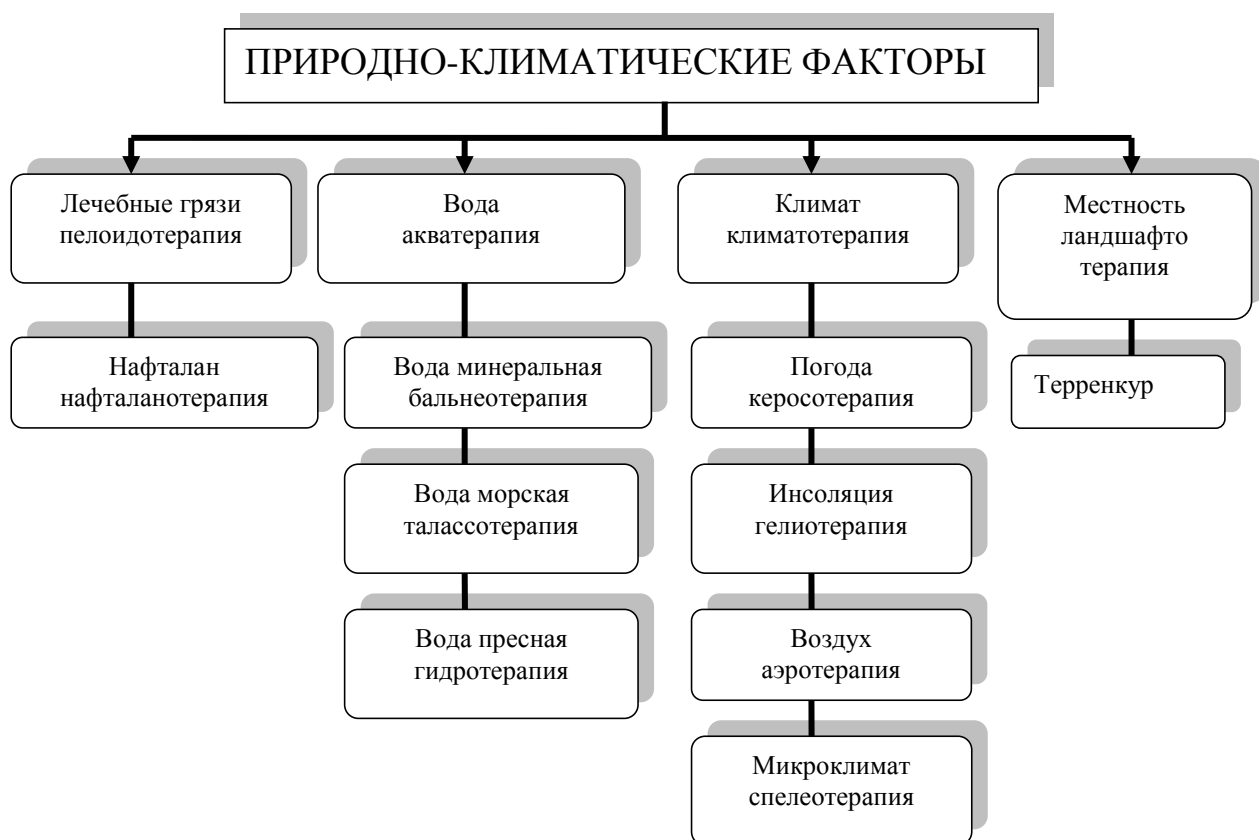 ПРИРОДНО-КЛИМАТИЧЕСКИЕ ФАКТОРЫ
Лечебные грязи
пелоидотерапия
Вода
акватерапия
Климат
климатотерапия
Местность
ландшафто
терапия
Нафталан
нафталанотерапия
Вода минеральная
бальнеотерапия
Погода
керосотерапия
Терренкур
Вода морская
талассотерапия
Инсоляция
гелиотерапия
Вода пресная
гидротерапия
Воздух
аэротерапия
Микроклимат
спелеотерапия